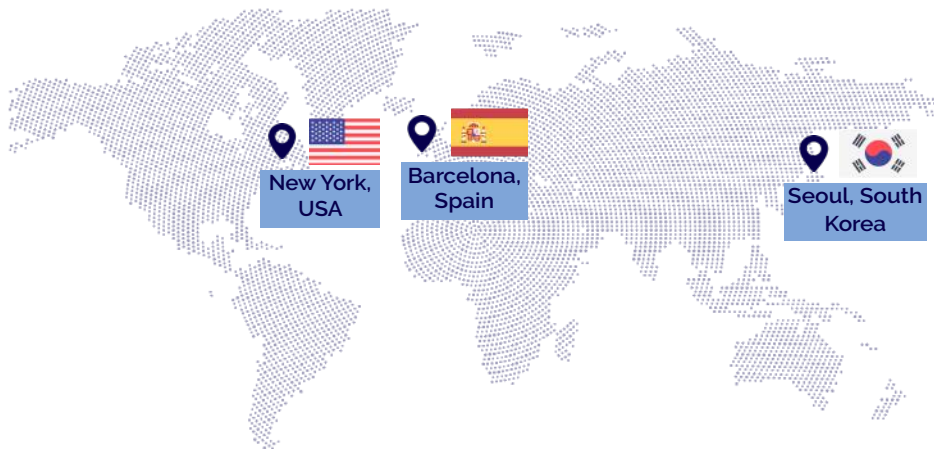 New York,
USA
Barcelona,
Spain
Seoul, South
Korea